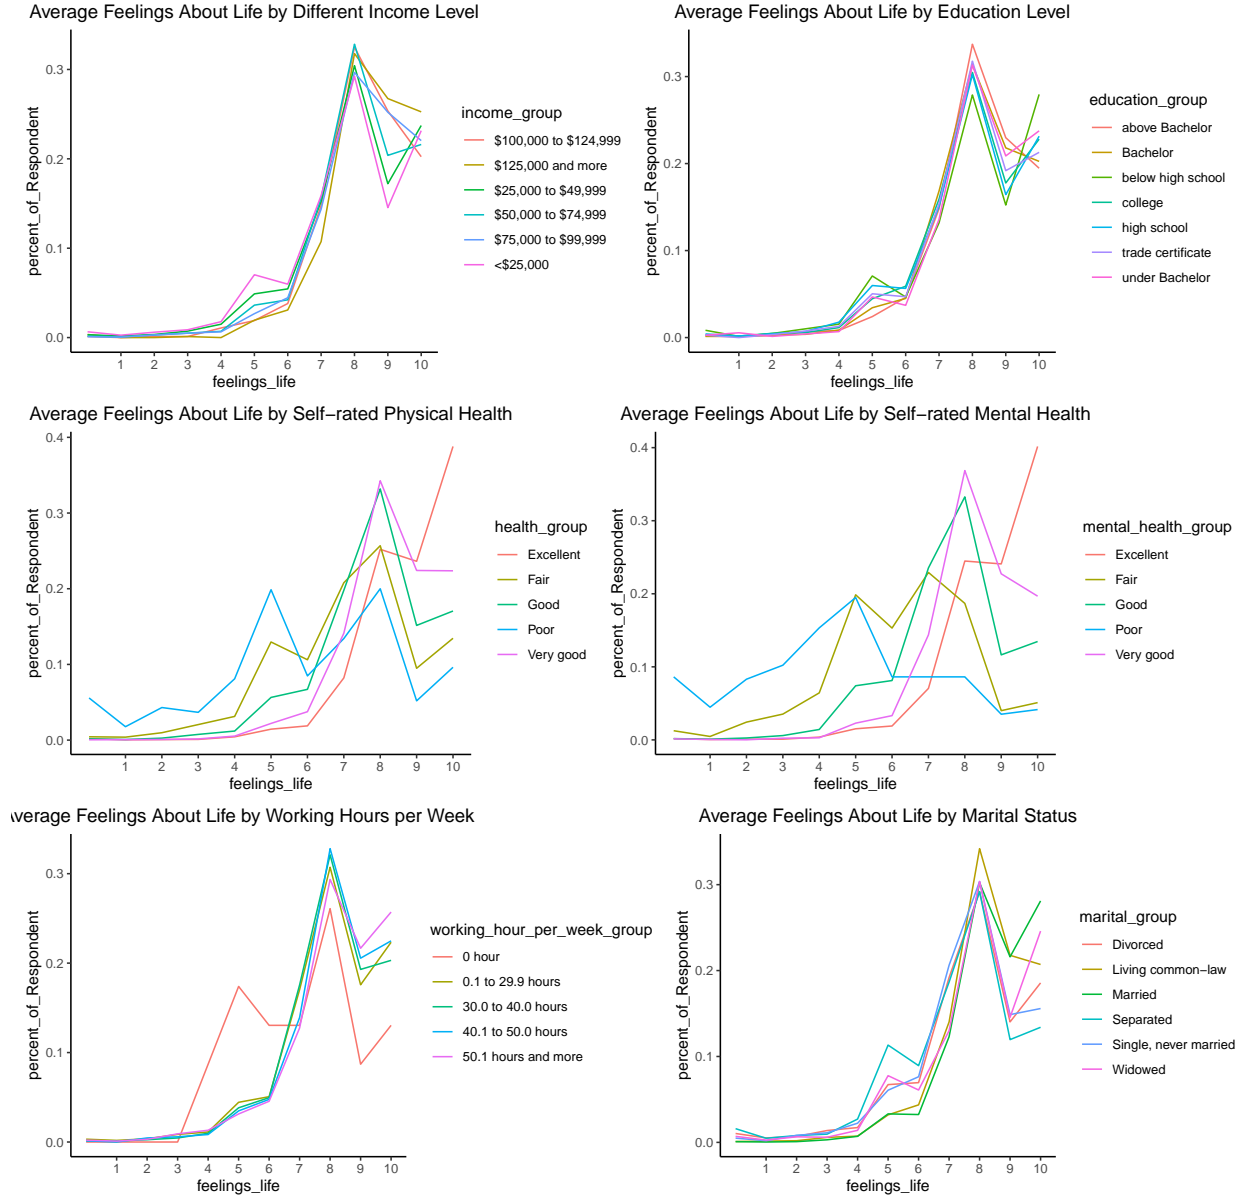 Average Feelings About Life by Different Income Level
percent_of_Respondent
0.3
0.2
0.1
0.0
1 2 3 4 5 6 7 8 9 10
feelings_life
income_group
$100,000 to $124,999
$125,000 and more
$25,000 to $49,999
$50,000 to $74,999
$75,000 to $99,999
<$25,000
Average Feelings About Life by Education Level
percent_of_Respondent
0.3
0.2
0.1
0.0
1 2 3 4 5 6 7 8 9 10
feelings_life
education_group
above Bachelor
Bachelor
below high school
college
high school
trade certificate
under Bachelor
Average Feelings About Life by Self−rated Physical Health
percent_of_Respondent
0.4
0.3
0.2
0.1
0.0
1 2 3 4 5 6 7 8 9 10
feelings_life
health_group
Excellent
Fair
Good
Poor
Very good
Average Feelings About Life by Self−rated Mental Health
percent_of_Respondent
0.4
0.3
0.2
0.1
0.0
1 2 3 4 5 6 7 8 9 10
feelings_life
mental_health_group
Excellent
Fair
Good
Poor
Very good
verage Feelings About Life by Working Hours per Week
percent_of_Respondent
0.3
0.2
0.1
0.0
1 2 3 4 5 6 7 8 9 10
feelings_life
working_hour_per_week_group
0 hour
0.1 to 29.9 hours
30.0 to 40.0 hours
40.1 to 50.0 hours
50.1 hours and more
Average Feelings About Life by Marital Status
percent_of_Respondent
0.3
0.2
0.1
0.0
1 2 3 4 5 6 7 8 9 10
feelings_life
marital_group
Divorced
Living common−law
Married
Separated
Single, never married
Widowed